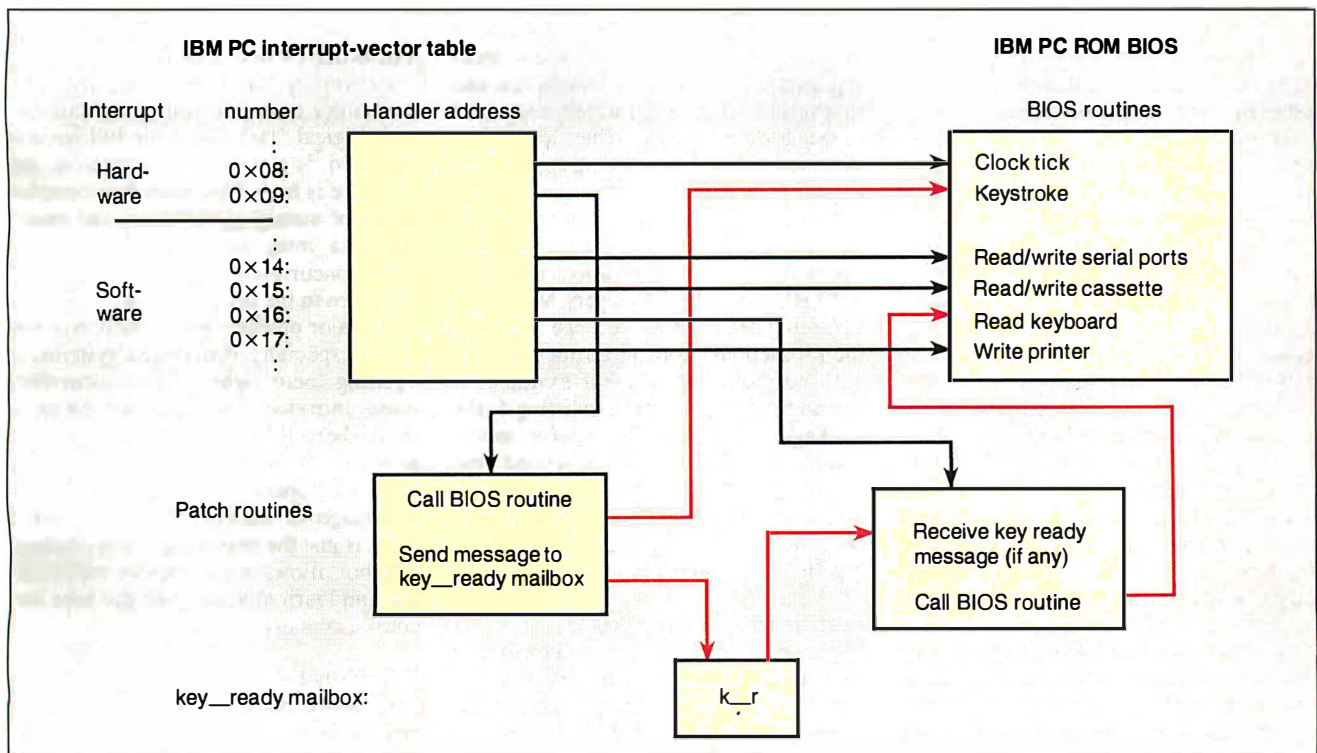 IBM PC interrupt-vector table
IBM PC ROM BIOS
Interrupt number Handler address
BIOS routines
:
Hard-
ware
0×08:
0×09:
:
Soft-
ware
0×14:
0×15:
0×16:
0×17:
:
Clock tick
Keystroke
Read/write serial ports
Read/write cassette
Read keyboard
Write printer
Patch routines
Call BIOS routine
Send message to
key__ready mailbox
Receive key ready
message (if any)
Call BIOS routine
key__ready mailbox:
k__r